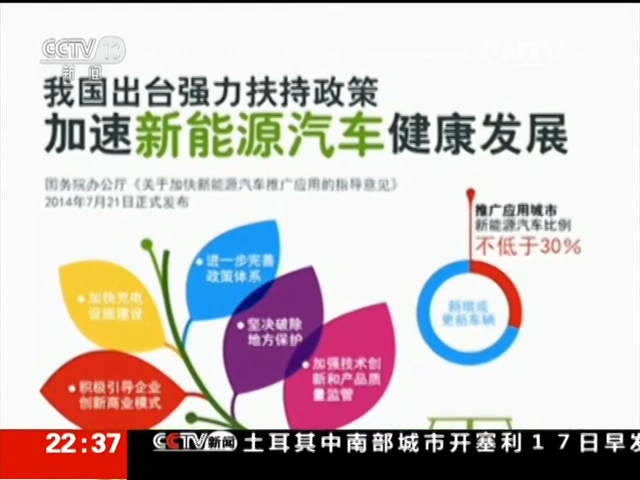 CCTV 13
新闻
CCTV
我国出台强力扶持政策
加速新能源汽车健康发展
国务院办公厅《关于加快新能源汽车推广应用的指导意见》
2014年7月21日正式发布
推广应用城市
新能源汽车比例
不低于30%
新增或
更新车辆
进一步完善
政策体系
加快充电
设施建设
坚决破除
地方保护
加强技术创
新和产品质
量监管
积极引导企业
创新商业模式
22:37
CCTV 新闻 土耳其中南部城市开塞利17日早发